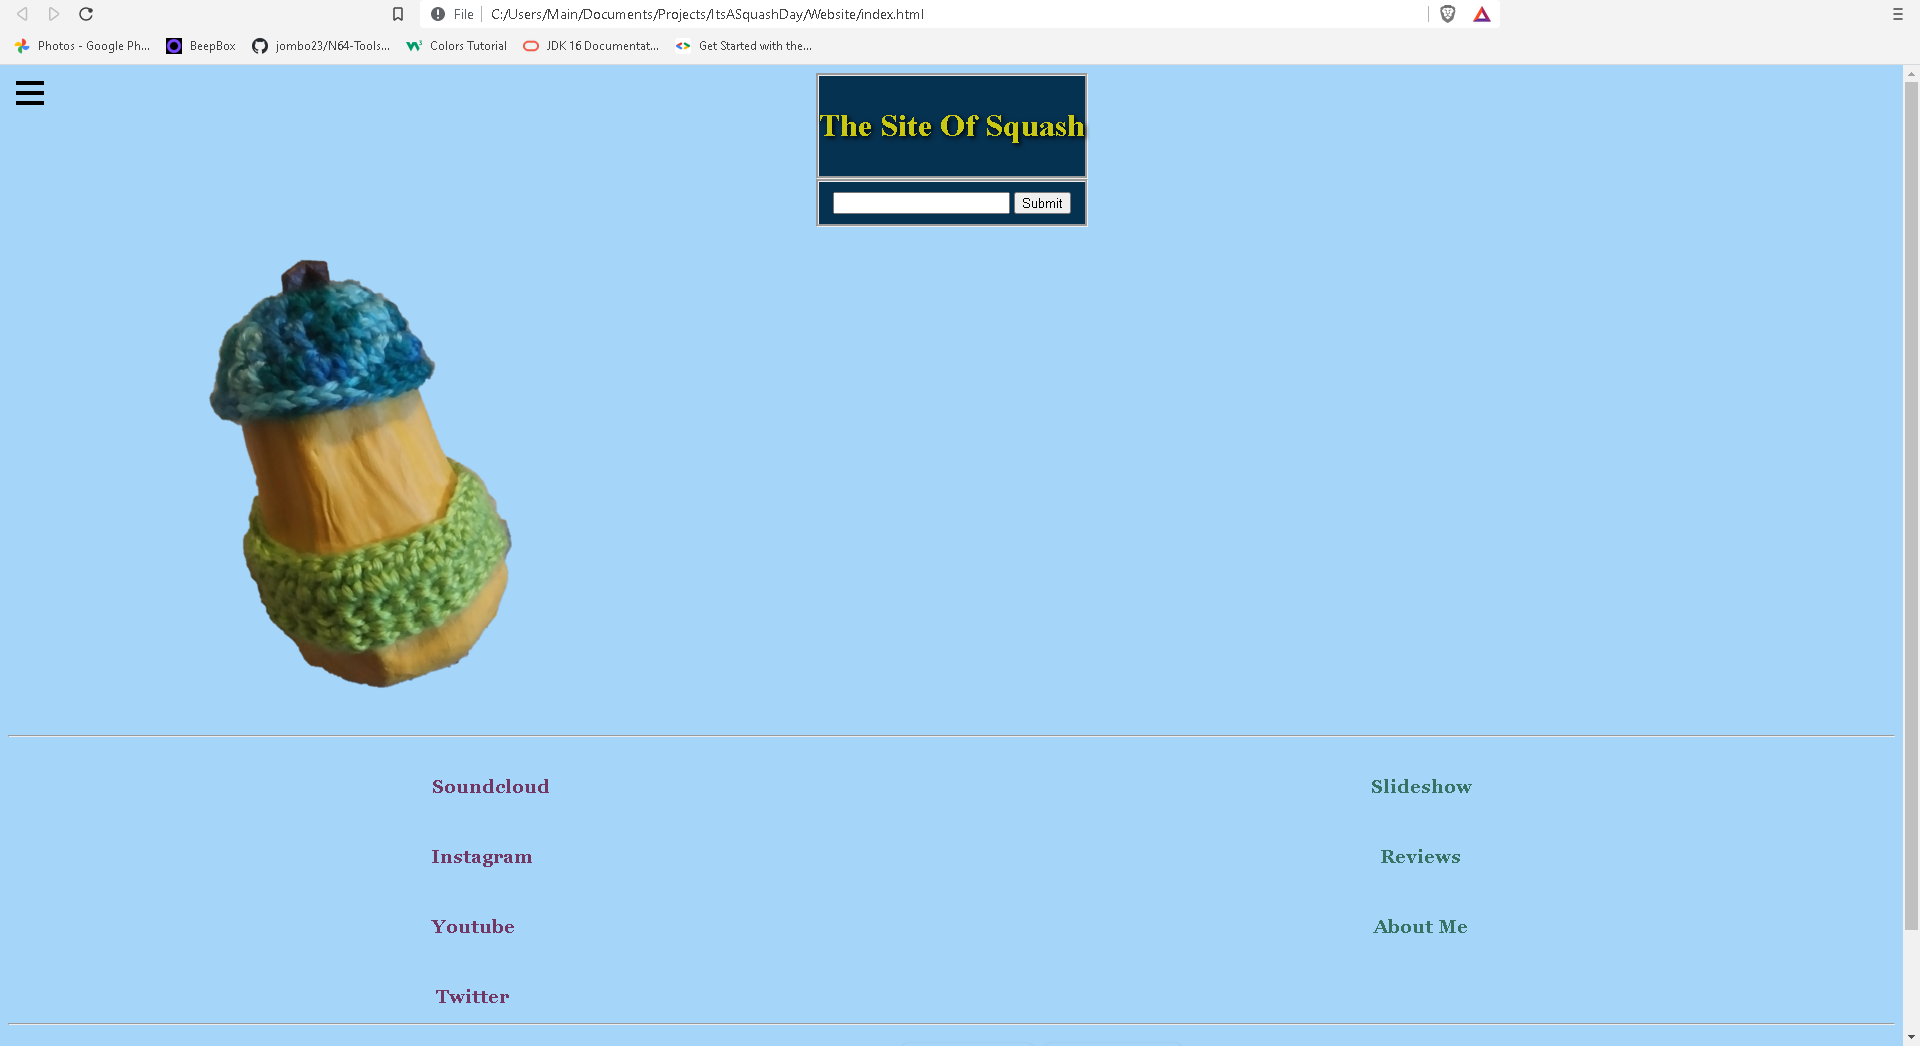 File C:/Users/Main/Documents/Projects/ItsASquashDay/Website/index.html
Photos - Google Ph... BeepBox jombo23/N64-Tools... Colors Tutorial JDK 16 Documentat... Get Started with the...
The Site Of Squash
Submit
Soundcloud Slideshow
Instagram Reviews
Youtube About Me
Twitter